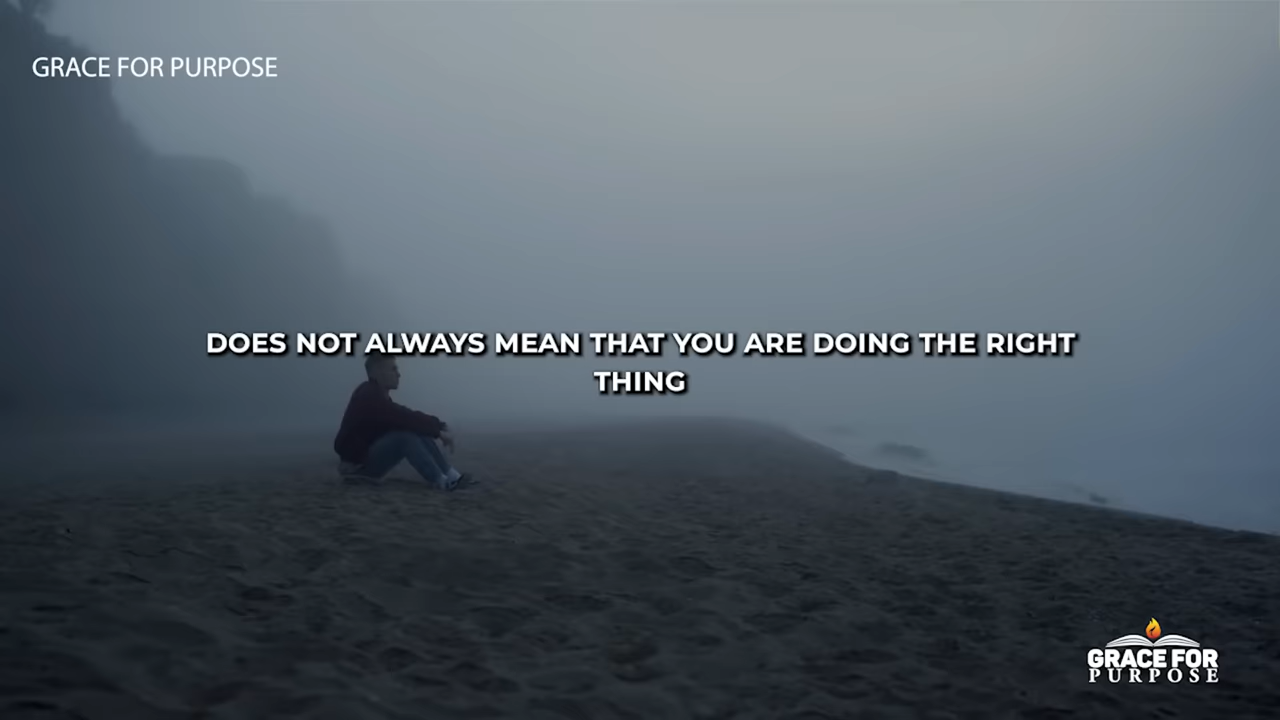 GRACE FOR PURPOSE
DOES NOT ALWAYS MEAN THAT YOU ARE DOING THE RIGHT
THING
GRACE FOR
PURPOSE